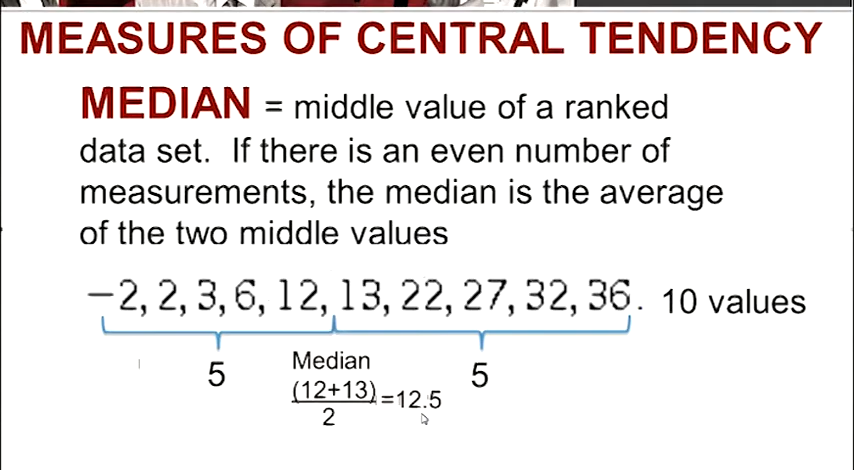 MEASURES OF CENTRAL TENDENCY
MEDIAN = middle value of a ranked
data set. If there is an even number of
measurements, the median is the average
of the two middle values
−2, 2, 3, 6, 12, 13, 22, 27, 32, 36. 10 values
5
Median
(12+13)
2
=12.5
5